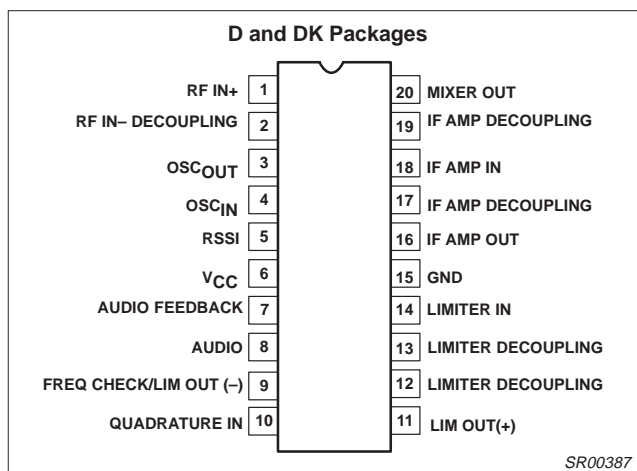 D and DK Packages
RF IN+ 1 20 MIXER OUT
RF IN– DECOUPLING 2 19 IF AMP DECOUPLING
OSCOUT 3 18 IF AMP IN
OSCIN 4 17 IF AMP DECOUPLING
RSSI 5 16 IF AMP OUT
VCC 6 15 GND
AUDIO FEEDBACK 7 14 LIMITER IN
AUDIO 8 13 LIMITER DECOUPLING
FREQ CHECK/LIM OUT (–) 9 12 LIMITER DECOUPLING
QUADRATURE IN 10 11 LIM OUT(+)
SR00387